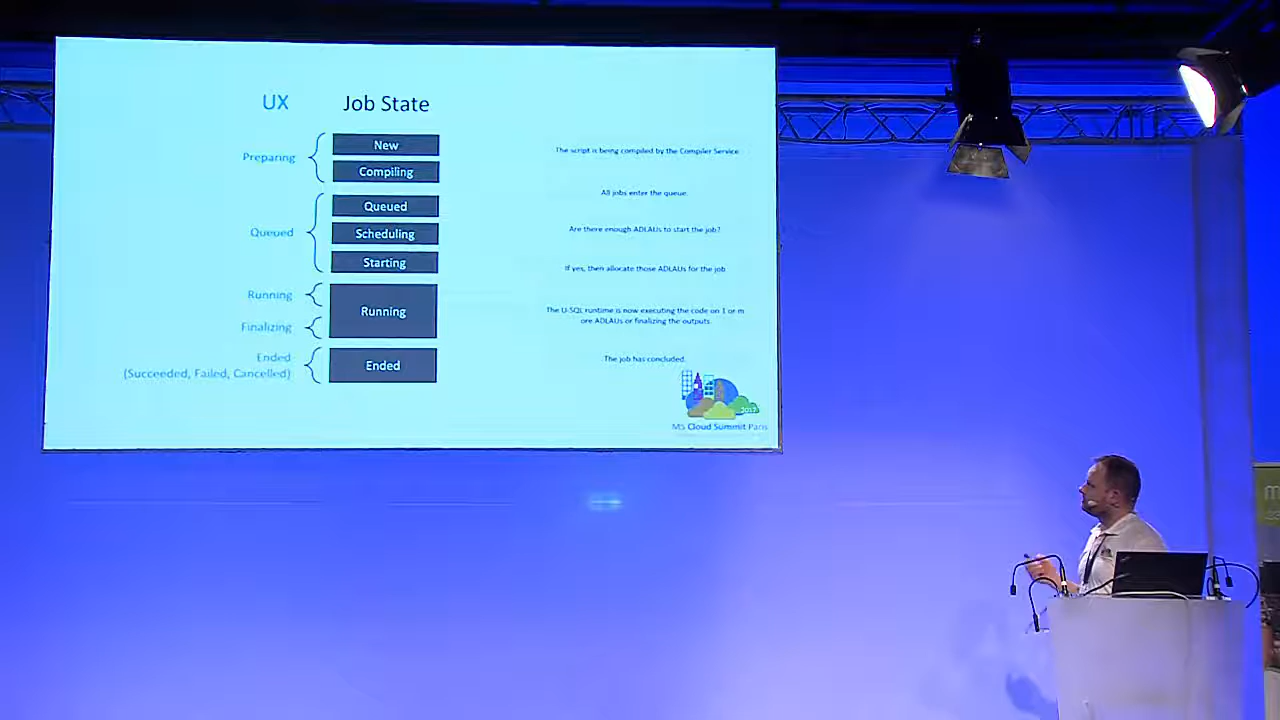 UX
Job State
Preparing
New
Compiling
The script is being compiled by the Compiler Service
Queued
Queued
Scheduling
Starting
All jobs enter the queue.
Are there enough ADLAUs to start the job?
If yes, then allocate those ADLAUs for the job
Running
Finalizing
Running
The U-SQL runtime is now executing the code on 1 or m
ore ADLAUs or finalizing the outputs.
Ended
(Succeeded, Failed, Cancelled)
Ended
The job has concluded.
2017
MS Cloud Summit Paris